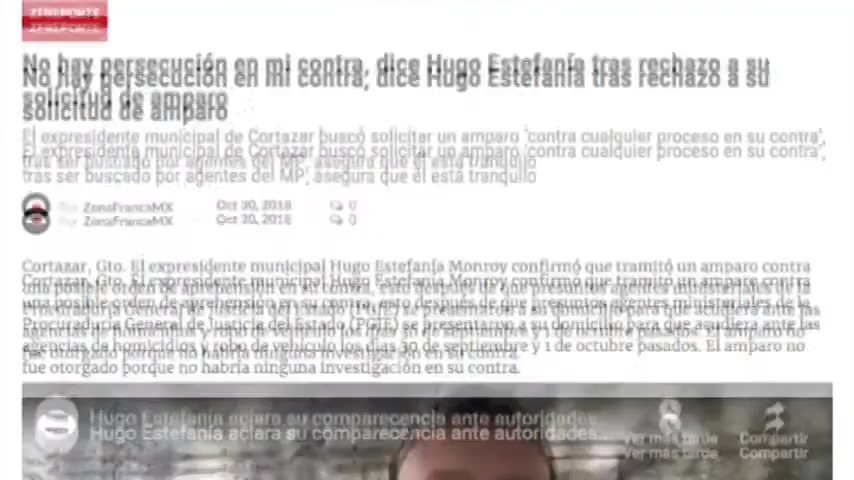 ZONA FRANCA
No hay persecución en mi contra, dice Hugo Estefanía tras rechazo a su
solicitud de amparo
El expresidente municipal de Cortazar buscó solicitar un amparo 'contra cualquier proceso en su contra',
tras ser buscado por agentes del MP, asegura que él está tranquilo
Por ZonaFrancaMX Oct 30, 2018 0
Cortazar, Gto. El expresidente municipal Hugo Estefanía Monroy confirmó que tramitó un amparo contra
una posible orden de aprehensión en su contra, esto después de que presuntos agentes ministeriales de la
Procuraduría General de Justicia del Estado (PGJE) se presentaron a su domicilio para que acudiera ante las
agencias de homicidios y robo de vehículo los días 30 de septiembre y 1 de octubre pasados. El amparo no
fue otorgado porque no habría ninguna investigación en su contra.
Hugo Estefanía aclara su comparecencia ante autoridades...
Ver más tarde
Compartir